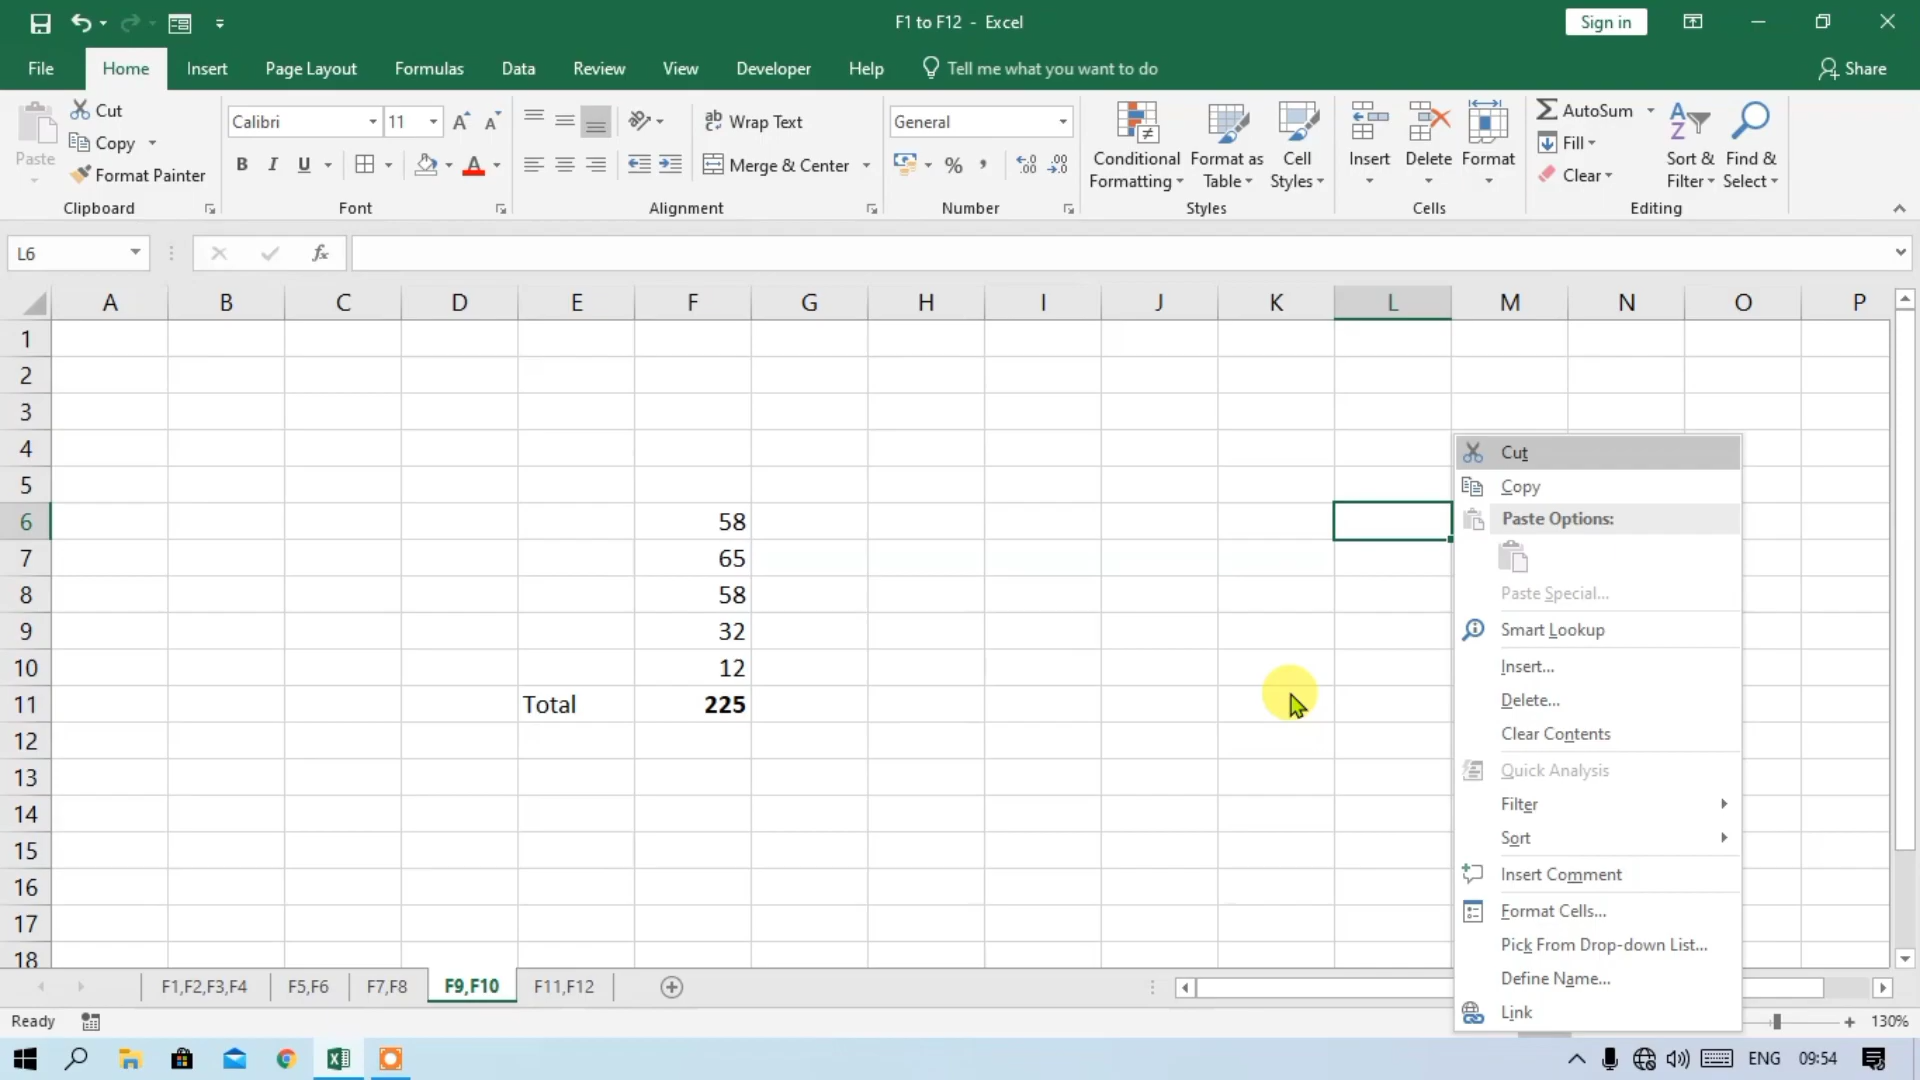 F1 to F12 - Excel
Sign in
File Home Insert Page Layout Formulas Data Review View Developer Help Tell me what you want to do Share
Paste
Cut
Copy
Format Painter
Clipboard
Calibri 11
B I U A
Font
ab Wrap Text
Merge & Center
Alignment
General
% ,
Number
Conditional Formatting
Format as Table
Cell Styles
Styles
Insert
Delete
Format
Cells
AutoSum
Fill
Clear
Sort & Filter
Find & Select
Editing
L6
fx
A B C D E F G H I J K L M N O P
1
2
3
4
5
6 58
7 65
8 58
9 32
10 12
11 Total 225
12
13
14
15
16
17
18
Cut
Copy
Paste Options:
Paste Special...
Smart Lookup
Insert...
Delete...
Clear Contents
Quick Analysis
Filter
Sort
Insert Comment
Format Cells...
Pick From Drop-down List...
Define Name...
Link
F1,F2,F3,F4 F5,F6 F7,F8 F9,F10 F11,F12
Ready
130%
ENG 09:54